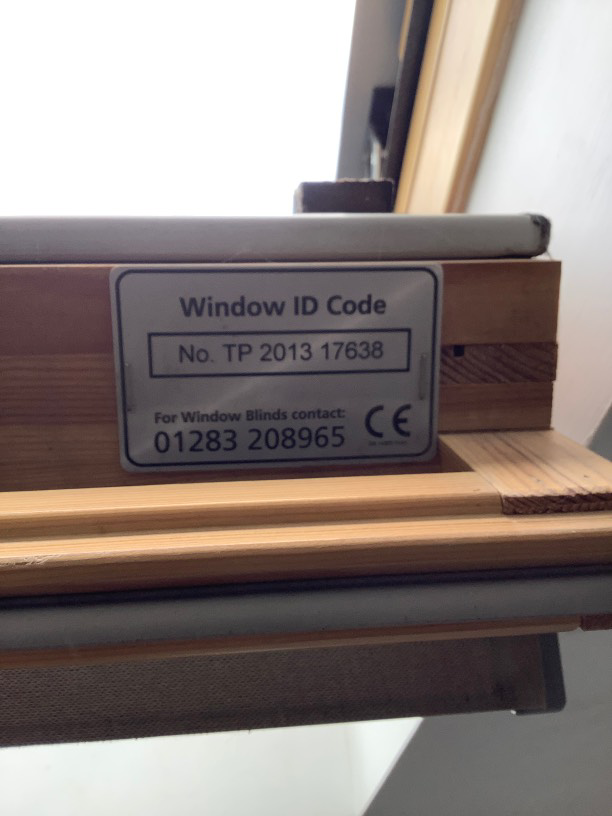 Window ID Code
No. TP 2013 17638
For Window Blinds contact:
01283 208965
CE